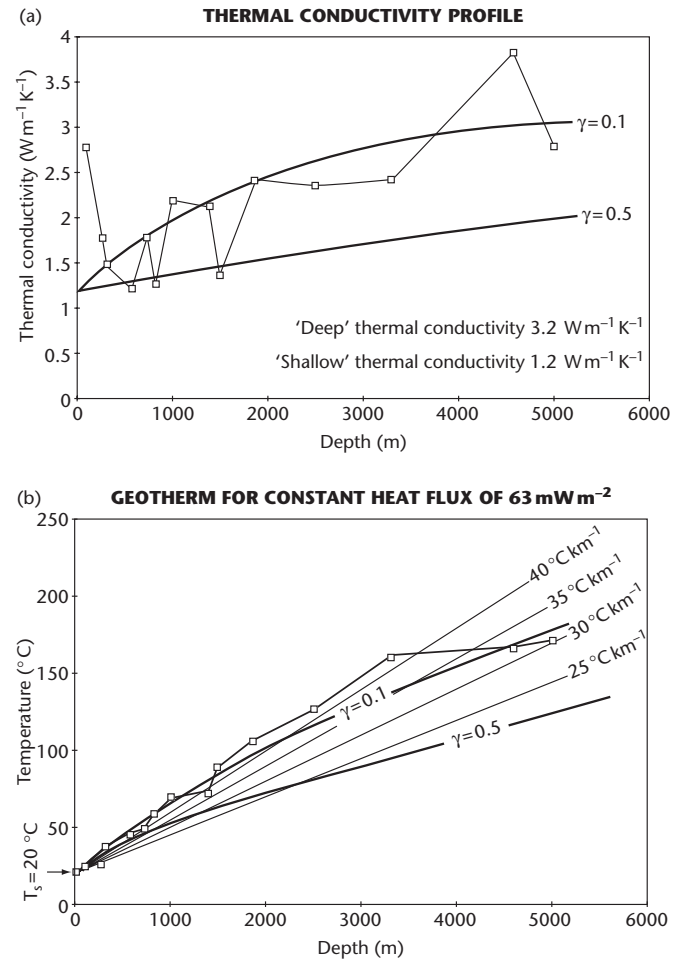 (a) THERMAL CONDUCTIVITY PROFILE
4
3.5
3
2.5
2
1.5
1
0.5
0
Thermal conductivity (W m⁻¹ K⁻¹)
γ = 0.1
γ = 0.5
'Deep' thermal conductivity 3.2 W m⁻¹ K⁻¹
'Shallow' thermal conductivity 1.2 W m⁻¹ K⁻¹
0 1000 2000 3000 4000 5000 6000
Depth (m)
(b) GEOTHERM FOR CONSTANT HEAT FLUX OF 63 mW m⁻²
250
200
150
100
50
0
Temperature (°C)
Tₛ = 20 °C
40 °C km⁻¹
35 °C km⁻¹
30 °C km⁻¹
25 °C km⁻¹
γ = 0.1
γ = 0.5
0 1000 2000 3000 4000 5000 6000
Depth (m)